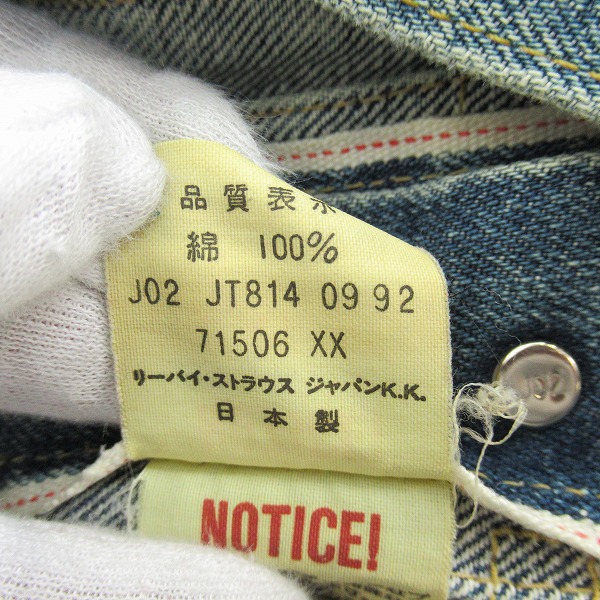 品質表示
綿 100%
J02 JT814 09 92
71506 XX
リーバイ・ストラウス ジャパンK.K.
日本製
J02
NOTICE!